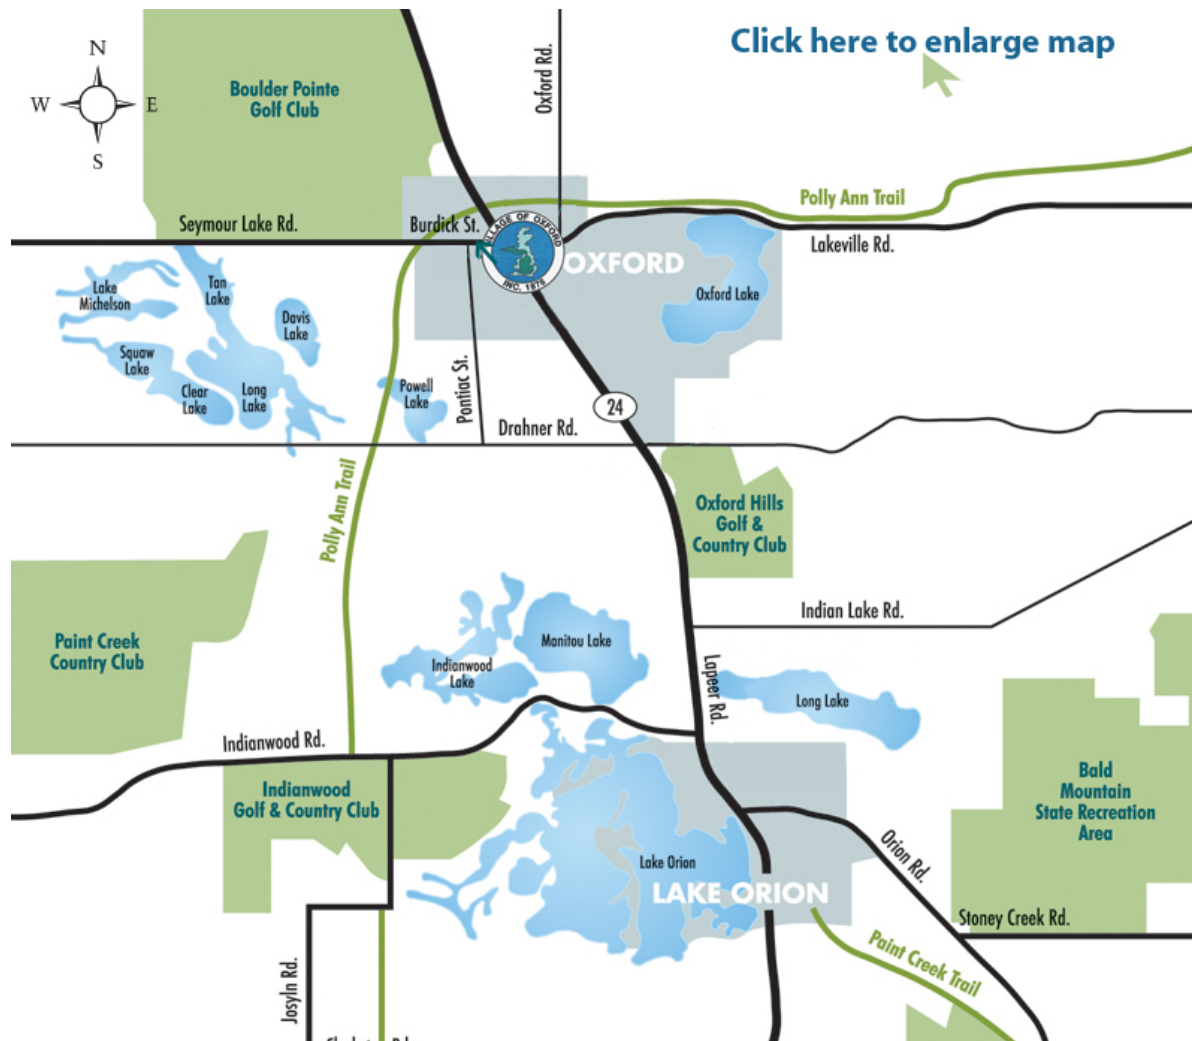 Click here to enlarge map
N
W
E
S
Boulder Pointe
Golf Club
Oxford Rd.
Polly Ann Trail
Seymour Lake Rd.
Burdick St.
VILLAGE OF OXFORD
INC. 1876
Lakeville Rd.
OXFORD
Lake
Michelson
Tan
Lake
Davis
Lake
Oxford Lake
Squaw
Lake
Clear
Lake
Long
Lake
Powell
Lake
Pontiac St.
24
Drahner Rd.
Polly Ann Trail
Oxford Hills
Golf &
Country Club
Indian Lake Rd.
Paint Creek
Country Club
Manitou Lake
Indianwood
Lake
Lapeer Rd.
Long Lake
Indianwood Rd.
Indianwood
Golf & Country Club
Bald
Mountain
State Recreation
Area
Lake Orion
LAKE ORION
Orion Rd.
Stoney Creek Rd.
Paint Creek Trail
Josyln Rd.